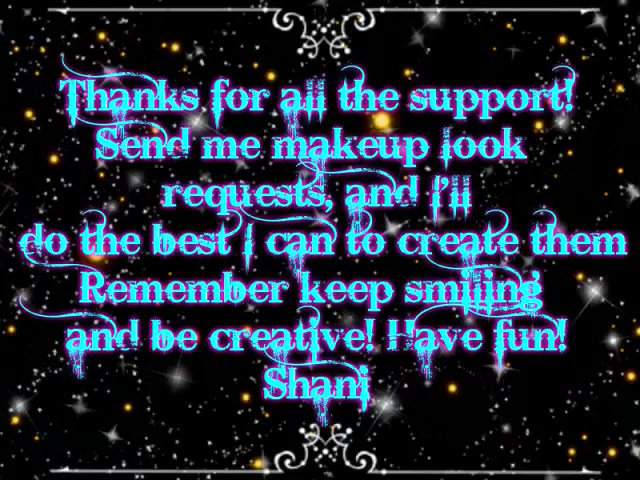 Thanks for all the support!
Send me makeup look
requests, and I'll
do the best I can to create them
Remember keep smiling
and be creative! Have fun!
Shani